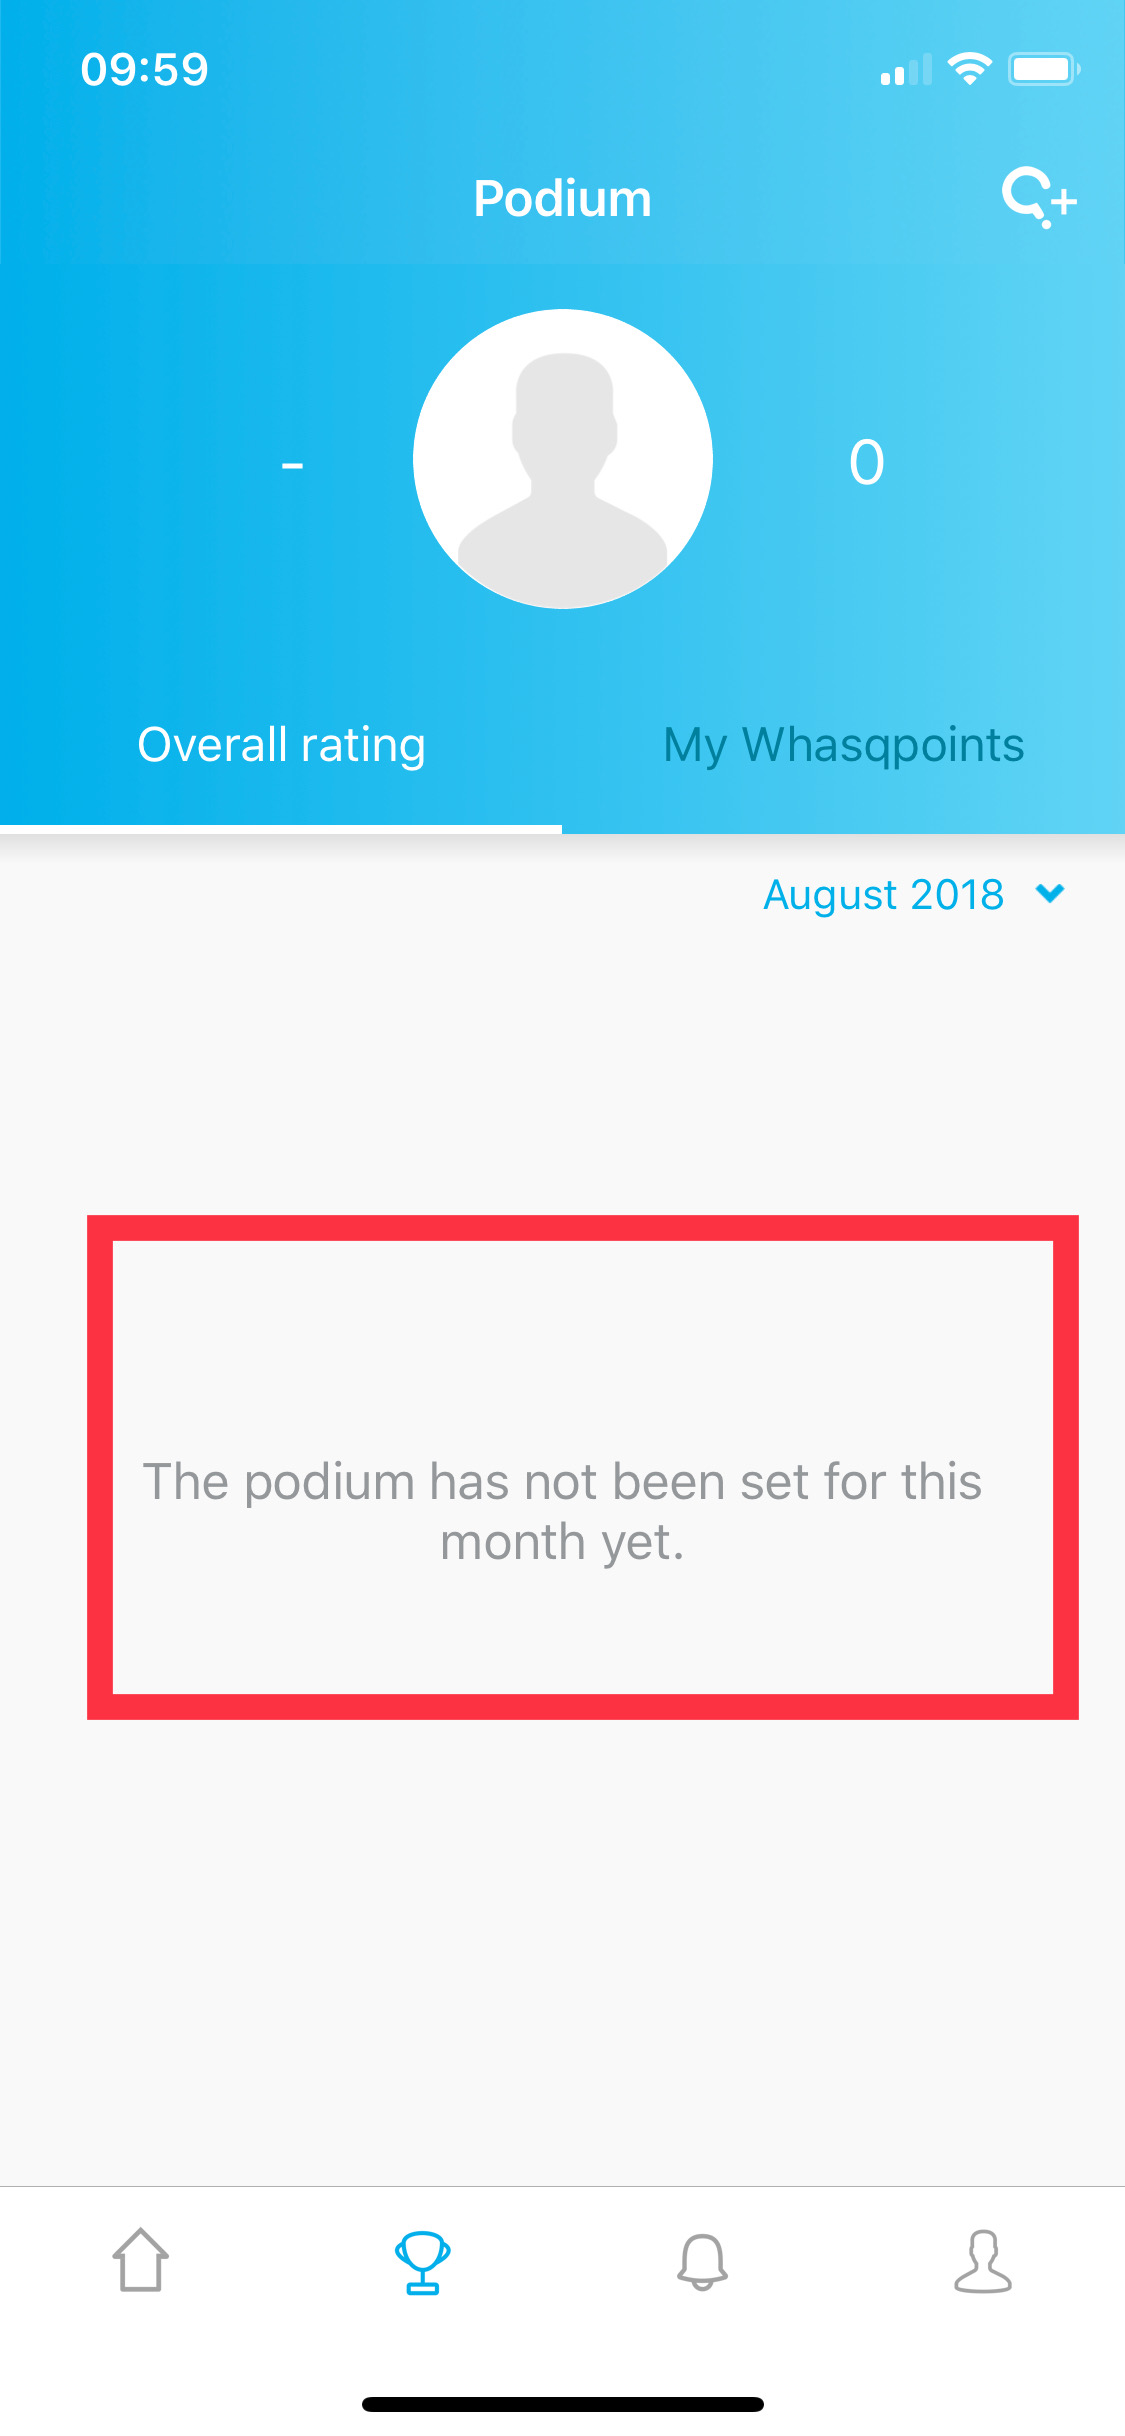 09:59
Podium
-
0
Overall rating
My Whasqpoints
August 2018
The podium has not been set for this
month yet.